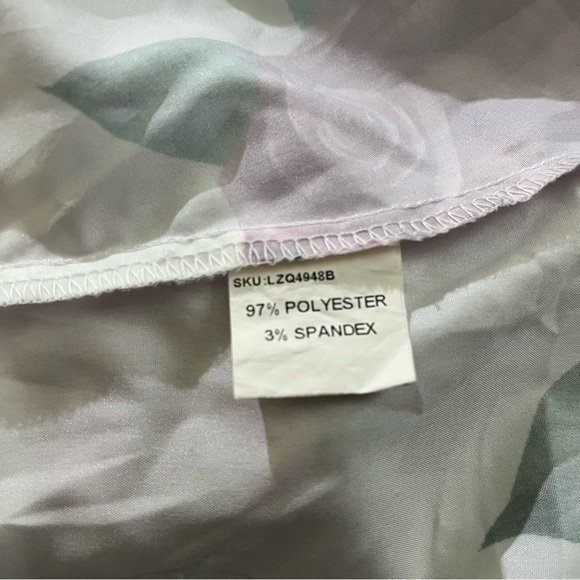 SKU:LZQ4948B
97% POLYESTER
3% SPANDEX